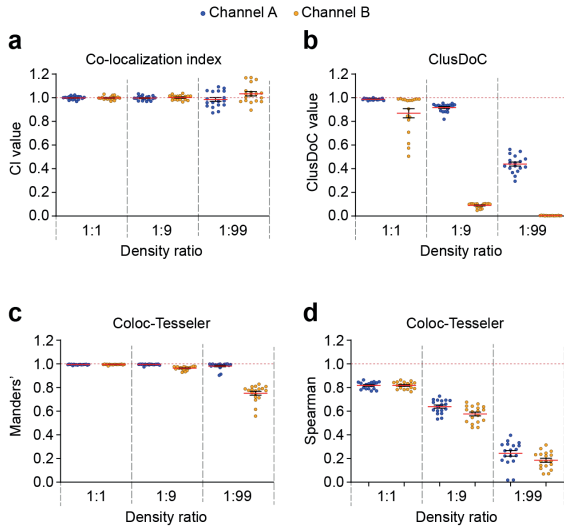 Channel A Channel B
a
Co-localization index
CI value
1.2
1.0
0.8
0.6
0.4
0.2
0.0
1:1 1:9 1:99
Density ratio
b
ClusDoC
ClusDoC value
1.2
1.0
0.8
0.6
0.4
0.2
0.0
1:1 1:9 1:99
Density ratio
c
Coloc-Tesseler
Manders'
1.2
1.0
0.8
0.6
0.4
0.2
0.0
1:1 1:9 1:99
Density ratio
d
Coloc-Tesseler
Spearman
1.2
1.0
0.8
0.6
0.4
0.2
0.0
1:1 1:9 1:99
Density ratio